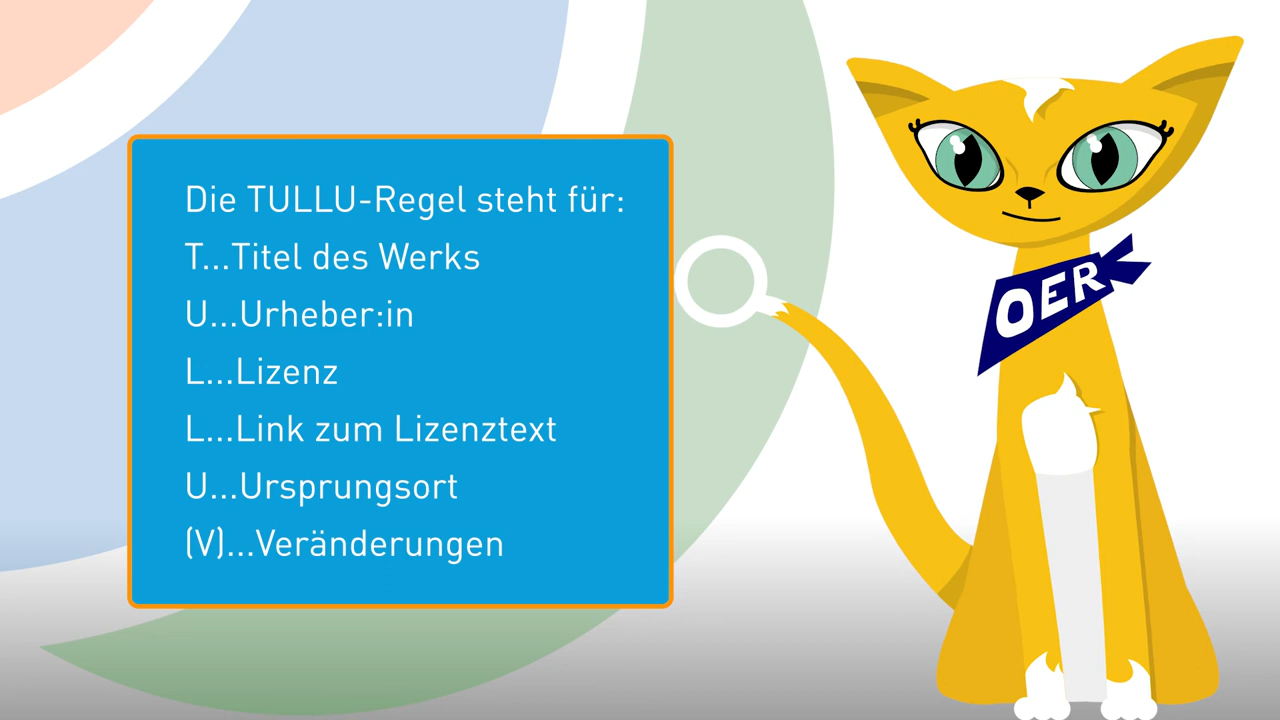 Die TULLU-Regel steht für:
T...Titel des Werks
U...Urheber:in
L...Lizenz
L...Link zum Lizenztext
U...Ursprungsort
(V)...Veränderungen
OER